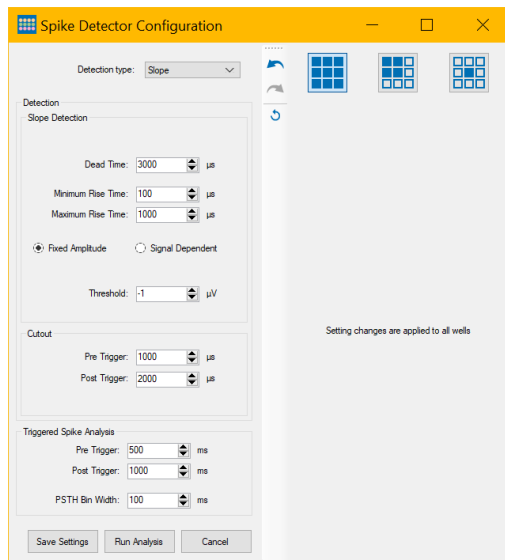 Spike Detector Configuration
Detection type: Slope
Detection
Slope Detection
Dead Time: 3000 µs
Minimum Rise Time: 100 µs
Maximum Rise Time: 1000 µs
Fixed Amplitude Signal Dependent
Threshold: -1 µV
Cutout
Pre Trigger: 1000 µs
Post Trigger: 2000 µs
Triggered Spike Analysis
Pre Trigger: 500 ms
Post Trigger: 1000 ms
PSTH Bin Width: 100 ms
Save Settings Run Analysis Cancel
Setting changes are applied to all wells